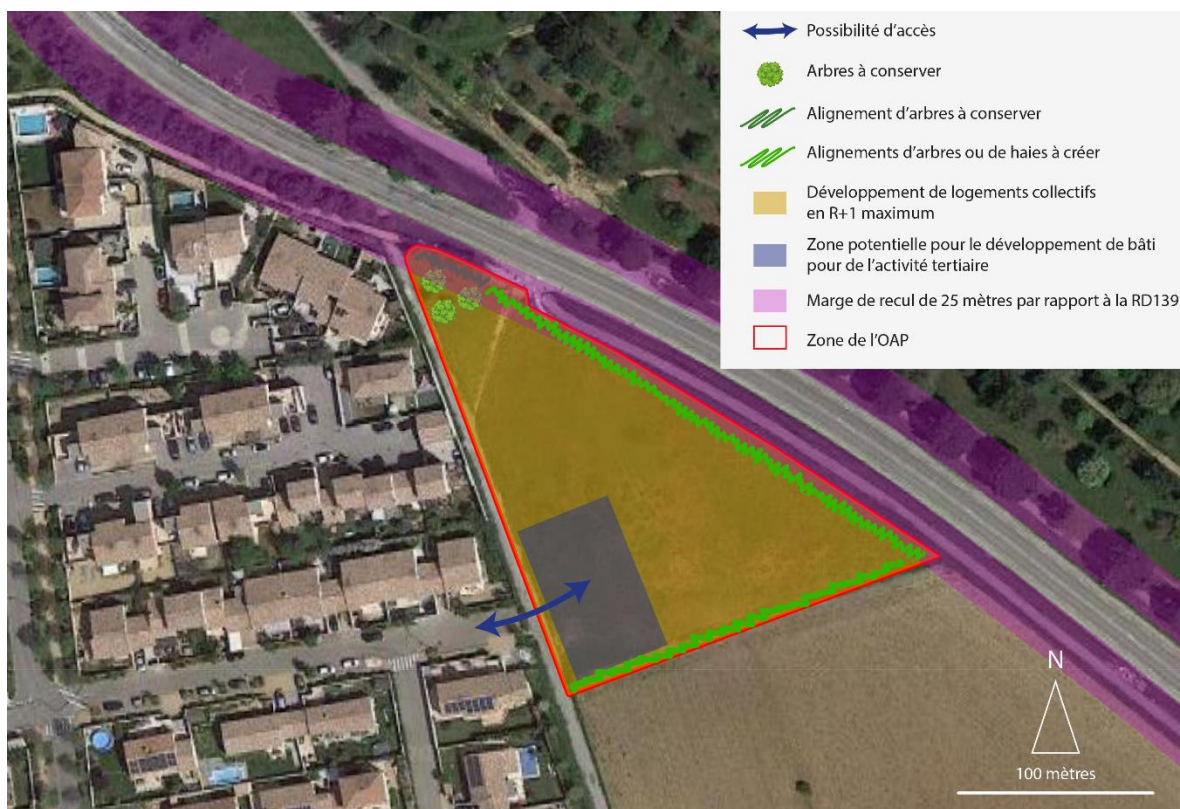 Possibilité d'accès
Arbres à conserver
Alignement d'arbres à conserver
Alignements d'arbres ou de haies à créer
Développement de logements collectifs
en R+1 maximum
Zone potentielle pour le développement de bâti
pour de l'activité tertiaire
Marge de recul de 25 mètres par rapport à la RD139
Zone de l'OAP
N
100 mètres